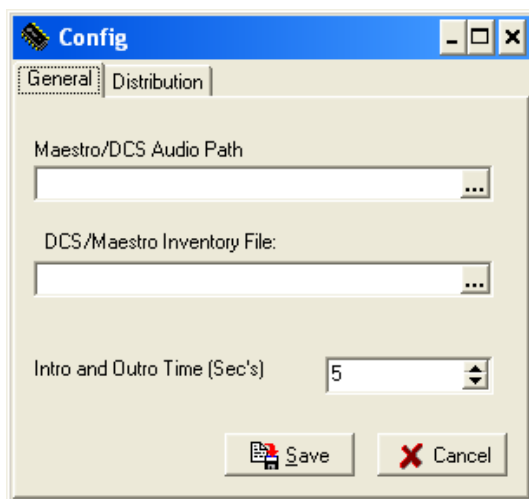 Config
General Distribution
Maestro/DCS Audio Path
...
DCS/Maestro Inventory File:
...
Intro and Outro Time (Sec's) 5
Save Cancel